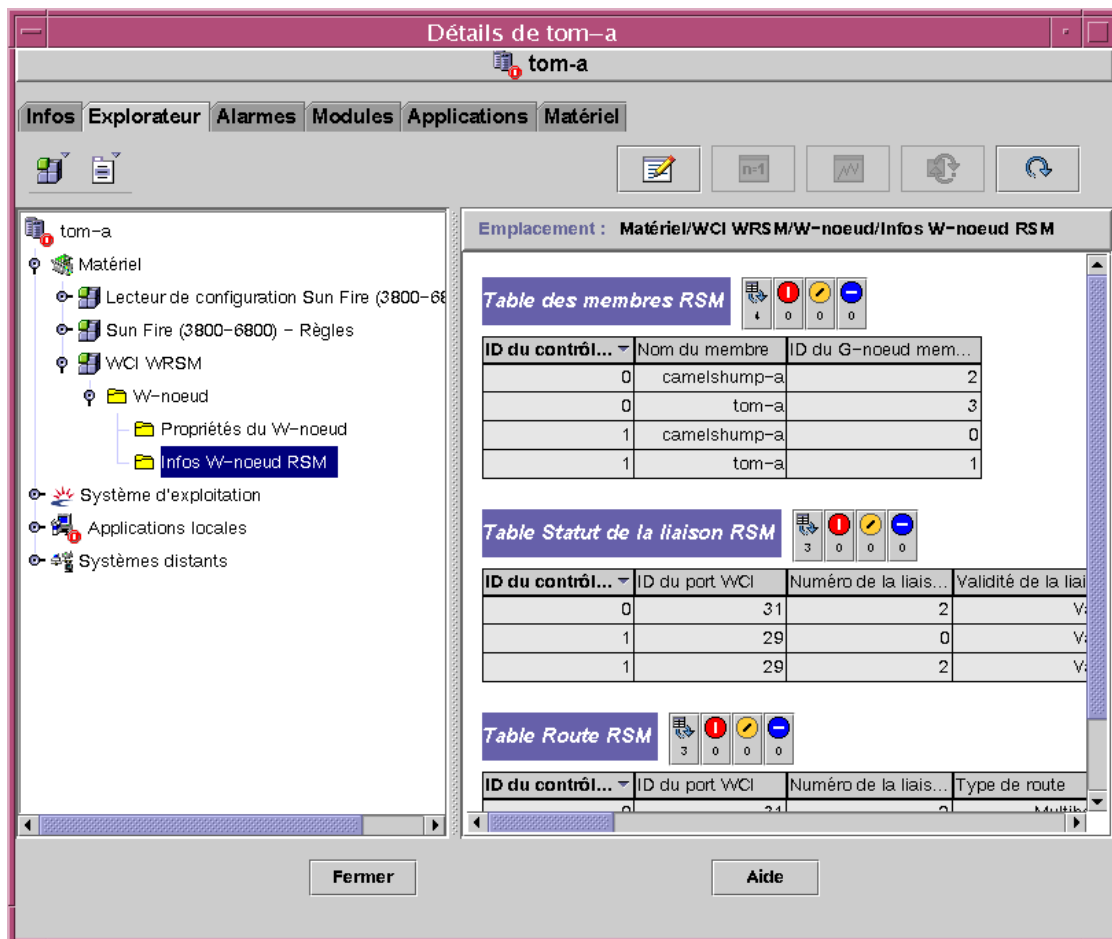 Détails de tom-a
tom-a
Infos Explorateur Alarmes Modules Applications Matériel
n=1
tom-a
Matériel
Lecteur de configuration Sun Fire (3800-68
Sun Fire (3800-6800) - Règles
WCI WRSM
W-noeud
Propriétés du W-noeud
Infos W-noeud RSM
Système d'exploitation
Applications locales
Systèmes distants
Emplacement : Matériel/WCI WRSM/W-noeud/Infos W-noeud RSM
Table des membres RSM 4 0 0 0
ID du contrôl... Nom du membre ID du G-noeud mem...
0 camelshump-a 2
0 tom-a 3
1 camelshump-a 0
1 tom-a 1
Table Statut de la liaison RSM 3 0 0 0
ID du contrôl... ID du port WCI Numéro de la liais... Validité de la liai
0 31 2 Va
1 29 0 Va
1 29 2 Va
Table Route RSM 3 0 0 0
ID du contrôl... ID du port WCI Numéro de la liais... Type de route
Fermer Aide